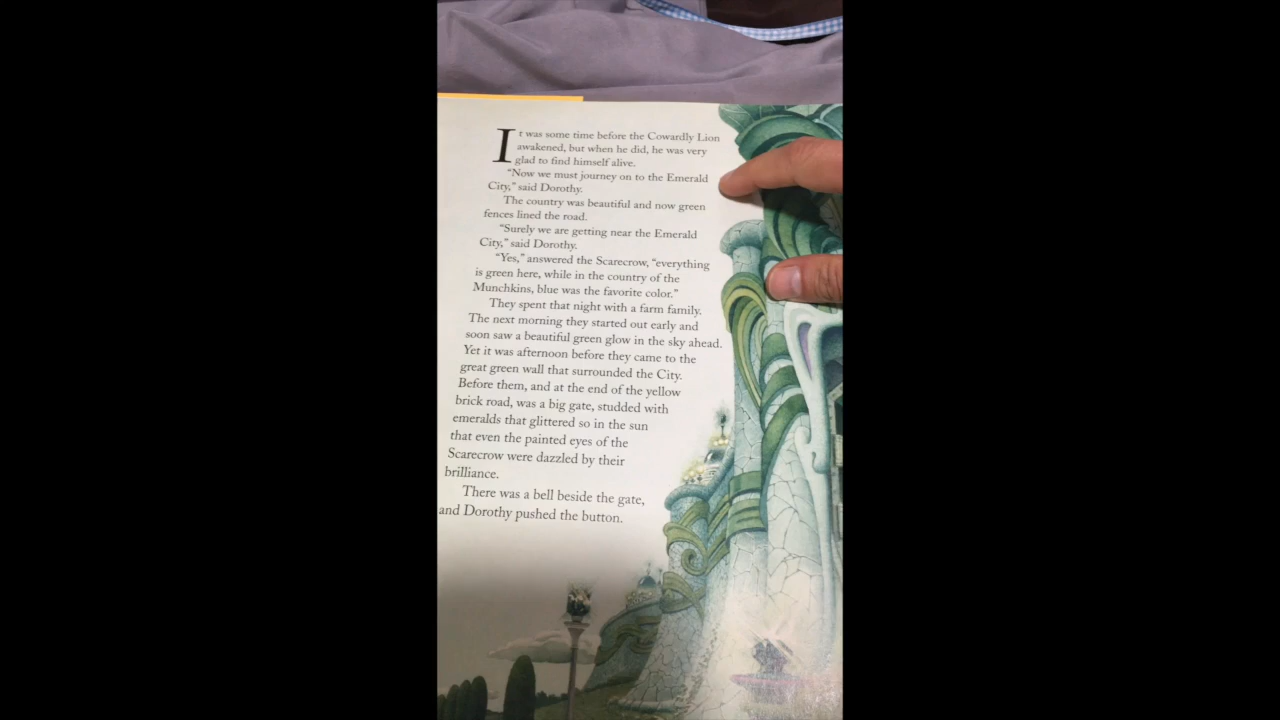 It was some time before the Cowardly Lion
awakened, but when he did, he was very
glad to find himself alive.
“Now we must journey on to the Emerald
City,” said Dorothy.
The country was beautiful and now green
fences lined the road.
“Surely we are getting near the Emerald
City,” said Dorothy.
“Yes,” answered the Scarecrow, “everything
is green here, while in the country of the
Munchkins, blue was the favorite color.”
They spent that night with a farm family.
The next morning they started out early and
soon saw a beautiful green glow in the sky ahead.
Yet it was afternoon before they came to the
great green wall that surrounded the City.
Before them, and at the end of the yellow
brick road, was a big gate, studded with
emeralds that glittered so in the sun
that even the painted eyes of the
Scarecrow were dazzled by their
brilliance.
There was a bell beside the gate,
and Dorothy pushed the button.